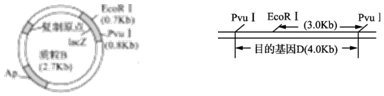 复制原点
EcoR I
(0.7Kb)
lacZ
Pvu I
(0.8Kb)
质粒B
(2.7Kb)
Ap
Pvu I
EcoR I
Pvu I
(3.0Kb)
目的基因D(4.0Kb)